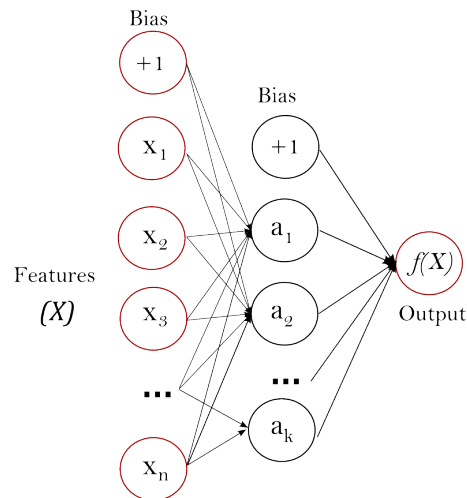 Bias
+1
x1
x2
x3
...
xn
Features
(X)
Bias
+1
a1
a2
...
ak
f(X)
Output